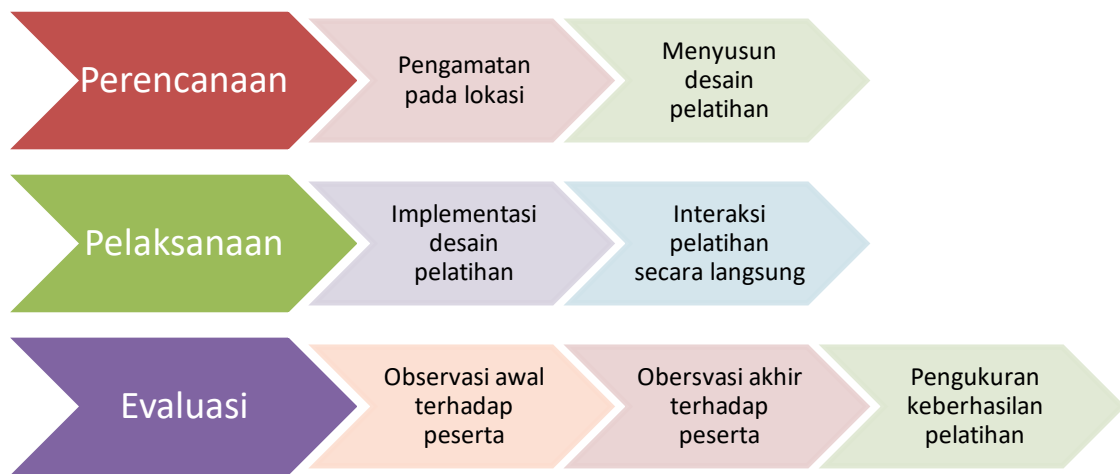 Perencanaan
Pengamatan
pada lokasi
Menyusun
desain
pelatihan
Pelaksanaan
Implementasi
desain
pelatihan
Interaksi
pelatihan
secara langsung
Evaluasi
Observasi awal
terhadap
peserta
Obersvasi akhir
terhadap
peserta
Pengukuran
keberhasilan
pelatihan